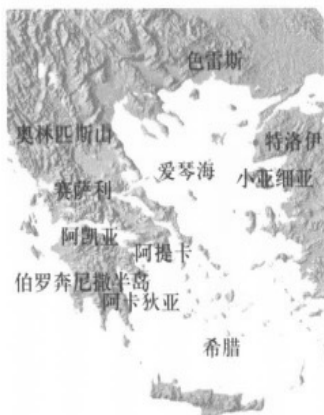 色雷斯
奥林匹斯山
特洛伊
爱琴海
小亚细亚
赛萨利
阿凯亚
阿提卡
伯罗奔尼撒半岛
阿卡狄亚
希腊